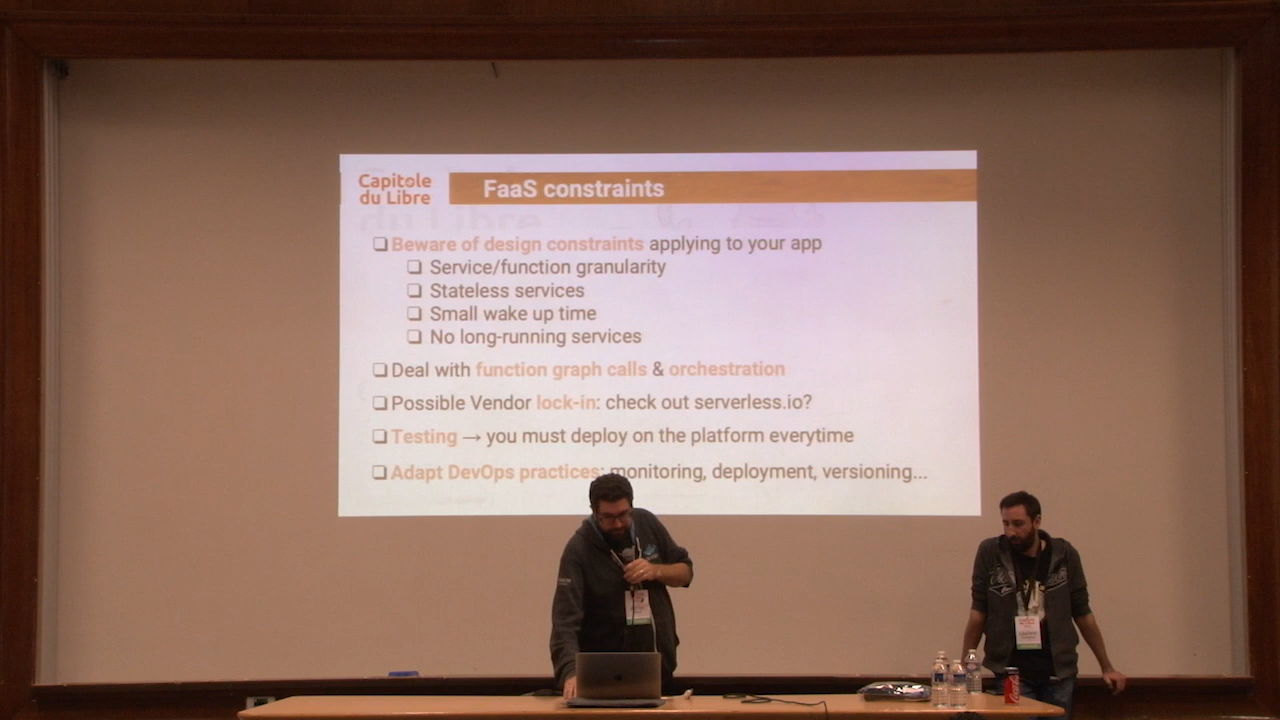 Capitole
du Libre
FaaS constraints
Beware of design constraints applying to your app
Service/function granularity
Stateless services
Small wake up time
No long-running services
Deal with function graph calls & orchestration
Possible Vendor lock-in: check out serverless.io?
Testing → you must deploy on the platform everytime
Adapt DevOps practices: monitoring, deployment, versioning...